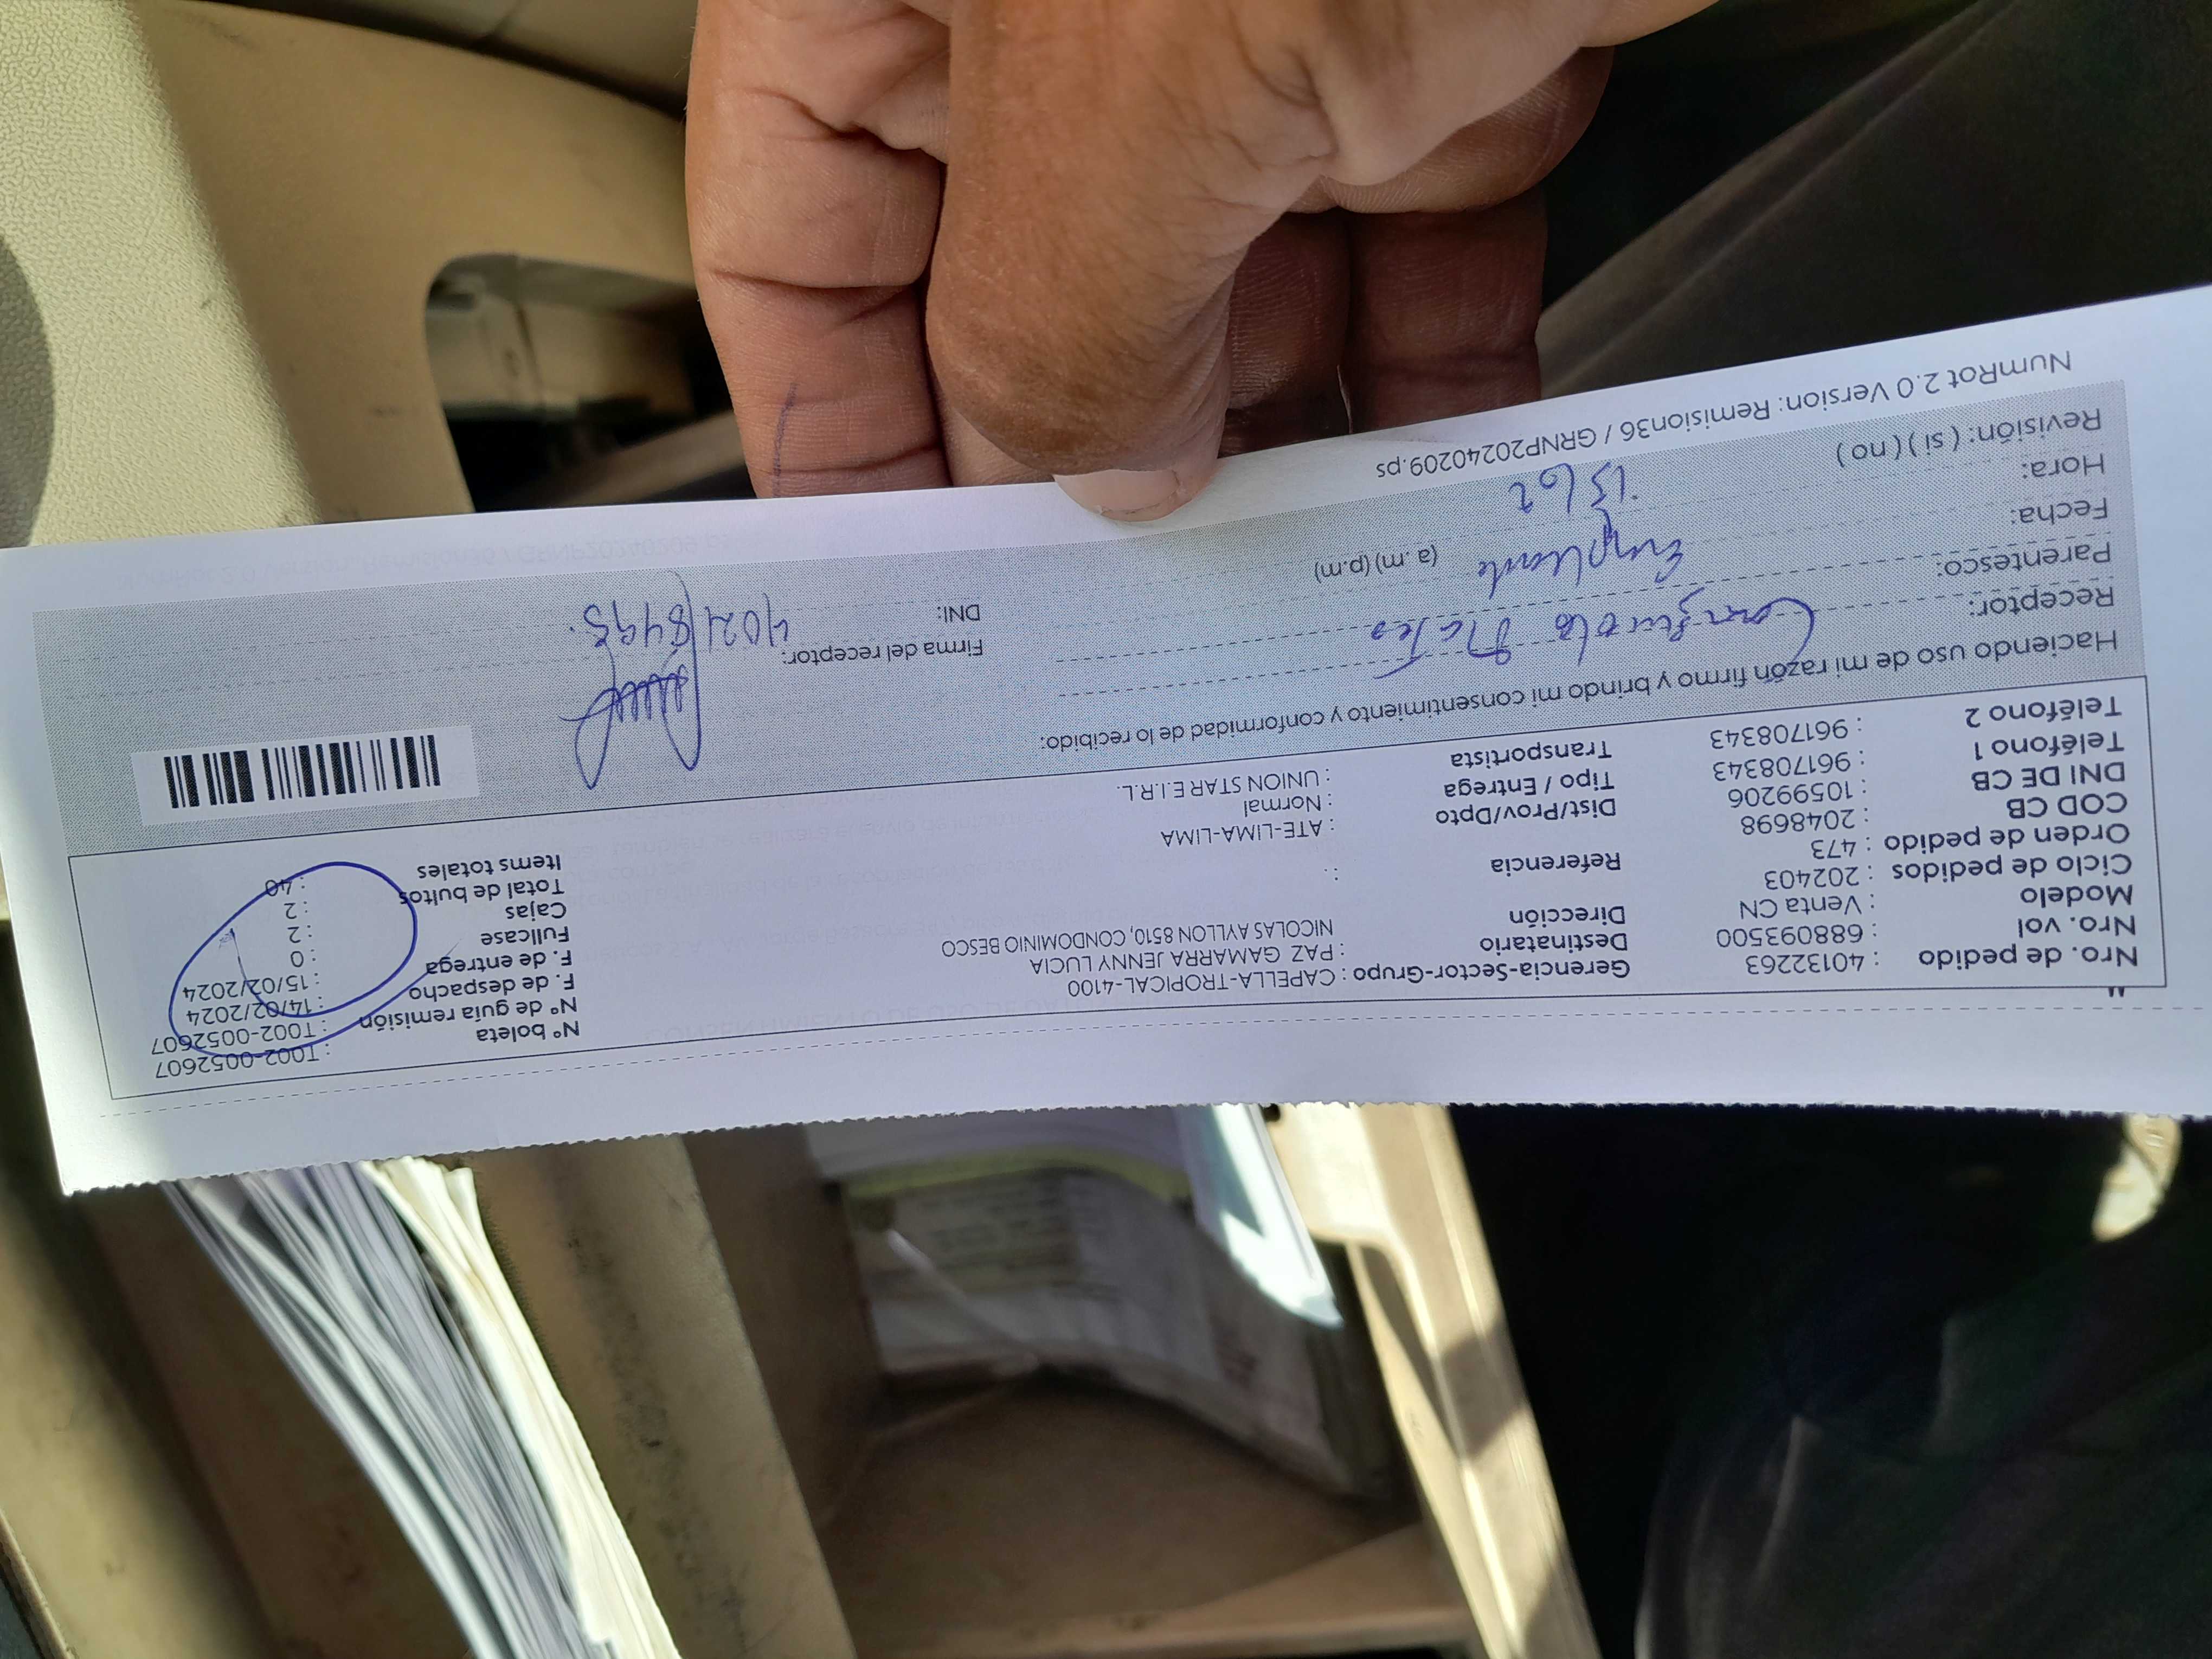 Nro. de pedido : 40132263
Nro. vol : 688093500
Modelo : Venta CN
Ciclo de pedidos : 202403
Orden de pedido : 473
COD CB : 2048698
DNI DE CB : 10599206
Teléfono 1 : 961708343
Teléfono 2 : 961708343
Gerencia-Sector-Grupo : CAPELLA-TROPICAL-4100
Destinatario : PAZ GAMARRA JENNY LUCIA
Dirección NICOLAS AYLLON 8510, CONDOMINIO BESCO
Referencia : .
Dist/Prov/Dpto : ATE-LIMA-LIMA
Tipo / Entrega : Normal
Transportista : UNION STAR E.I.R.L.
N° boleta : T002-0052607
N° de guía remisión : T002-0052607
F. de despacho : 14/02/2024
F. de entrega : 15/02/2024
Fullcase : 0
Cajas : 2
Total de bultos : 2
Items totales : 40
Haciendo uso de mi razón firmo y brindo mi consentimiento y conformidad de lo recibido:
Receptor:
Parentesco:
Fecha: (a.m) (p.m)
Hora:
Revisión: ( si ) ( no )
Firma del receptor:
DNI: 40218495
NumRot 2.0 Version: Remision36 / GRNP20240209.ps